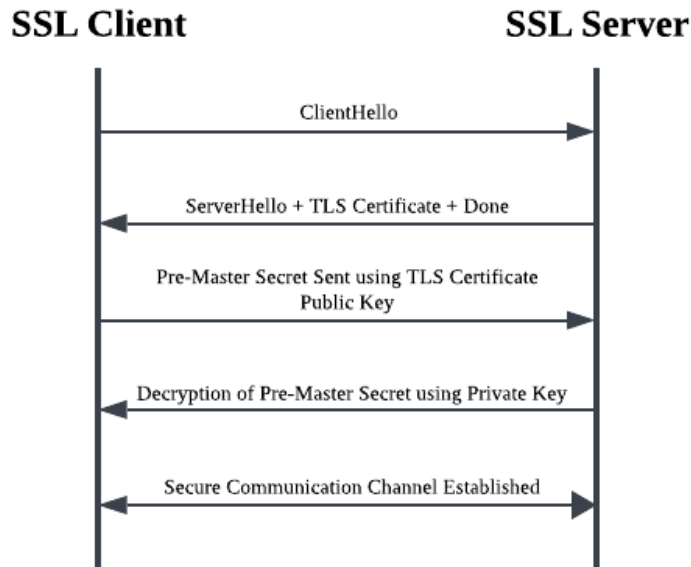 SSL Client
SSL Server
ClientHello
ServerHello + TLS Certificate + Done
Pre-Master Secret Sent using TLS Certificate
Public Key
Decryption of Pre-Master Secret using Private Key
Secure Communication Channel Established